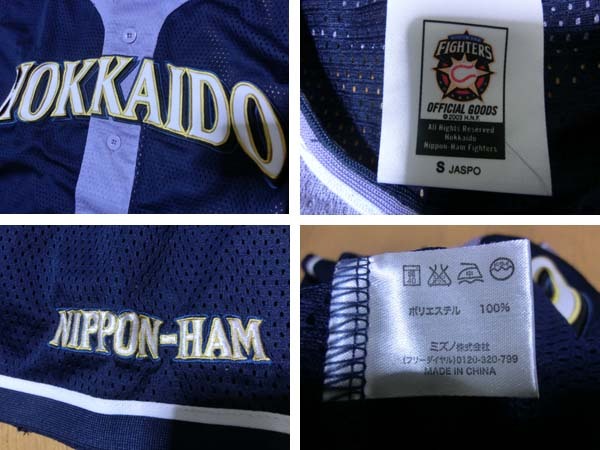 HOKKAIDO
FIGHTERS
OFFICIAL GOODS
© 2003 H.N.F.
All Rights Reserved
Hokkaido
Nippon-Ham Fighters
S JASPO
NIPPON-HAM
40
ポリエステル 100%
ミズノ株式会社
(フリーダイヤル)0120-320-799
MADE IN CHINA